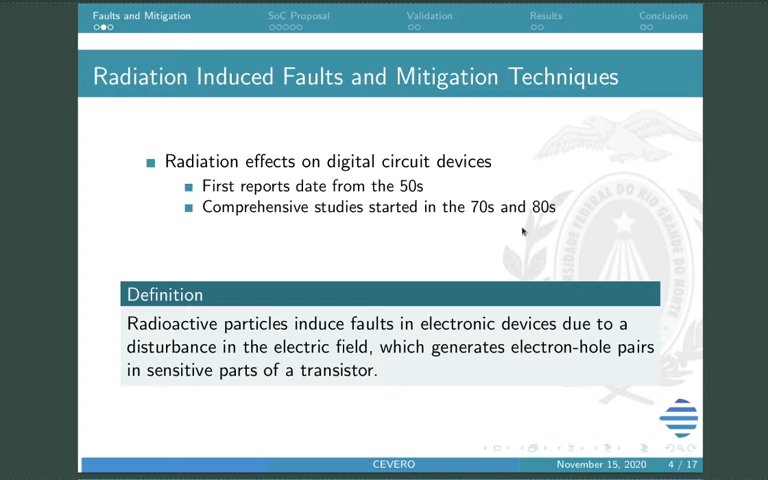 Faults and Mitigation SoC Proposal Validation Results Conclusion
Radiation Induced Faults and Mitigation Techniques
Radiation effects on digital circuit devices
First reports date from the 50s
Comprehensive studies started in the 70s and 80s
Definition
Radioactive particles induce faults in electronic devices due to a
disturbance in the electric field, which generates electron-hole pairs
in sensitive parts of a transistor.
CEVERO November 15, 2020 4 / 17